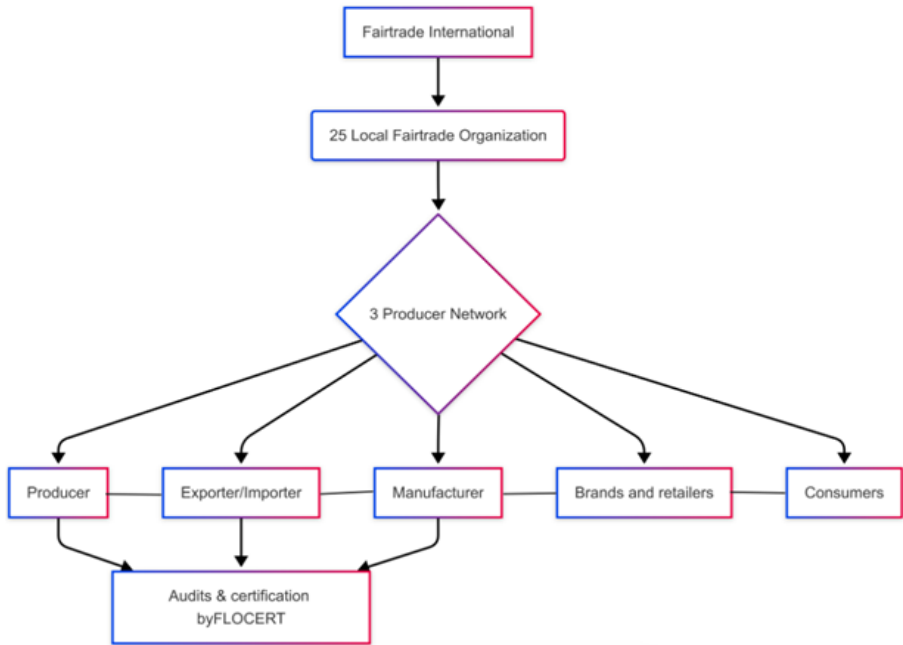 Fairtrade International
25 Local Fairtrade Organization
3 Producer Network
Producer
Exporter/Importer
Manufacturer
Brands and retailers
Consumers
Audits & certification
byFLOCERT